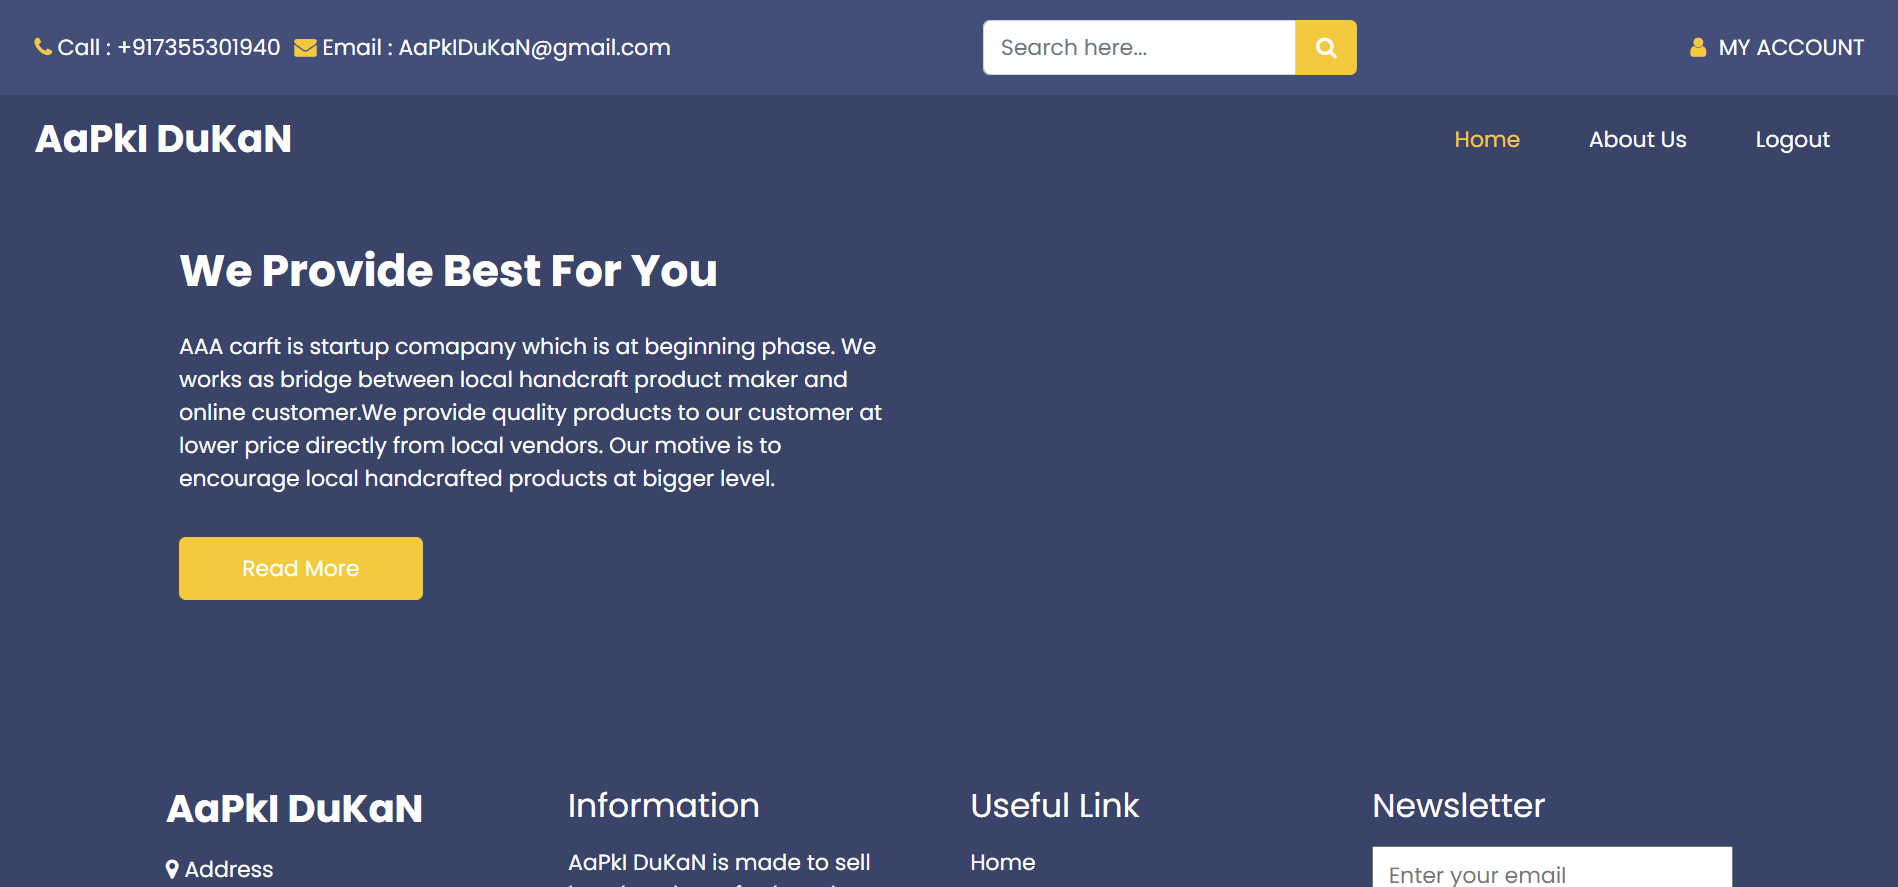 Call : +917355301940 Email : AaPkIDuKaN@gmail.com
Search here...
MY ACCOUNT
AaPkI DuKaN
Home
About Us
Logout
We Provide Best For You
AAA carft is startup comapany which is at beginning phase. We
works as bridge between local handcraft product maker and
online customer.We provide quality products to our customer at
lower price directly from local vendors. Our motive is to
encourage local handcrafted products at bigger level.
Read More
AaPkI DuKaN
Address
Information
AaPkI DuKaN is made to sell
Useful Link
Home
Newsletter
Enter your email